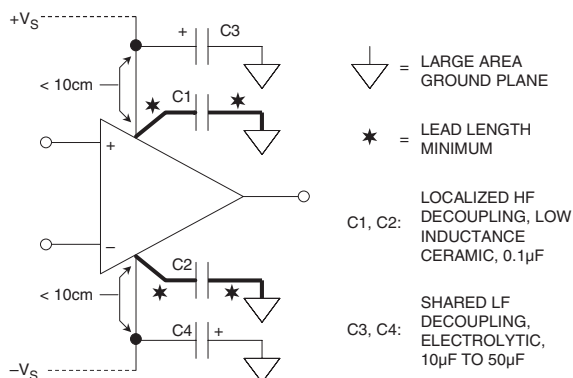 +VS
+ C3
< 10cm
C1
+
–
C2
< 10cm
C4 +
–VS
= LARGE AREA
GROUND PLANE
= LEAD LENGTH
MINIMUM
C1, C2:
LOCALIZED HF
DECOUPLING, LOW
INDUCTANCE
CERAMIC, 0.1µF
C3, C4:
SHARED LF
DECOUPLING,
ELECTROLYTIC,
10µF TO 50µF